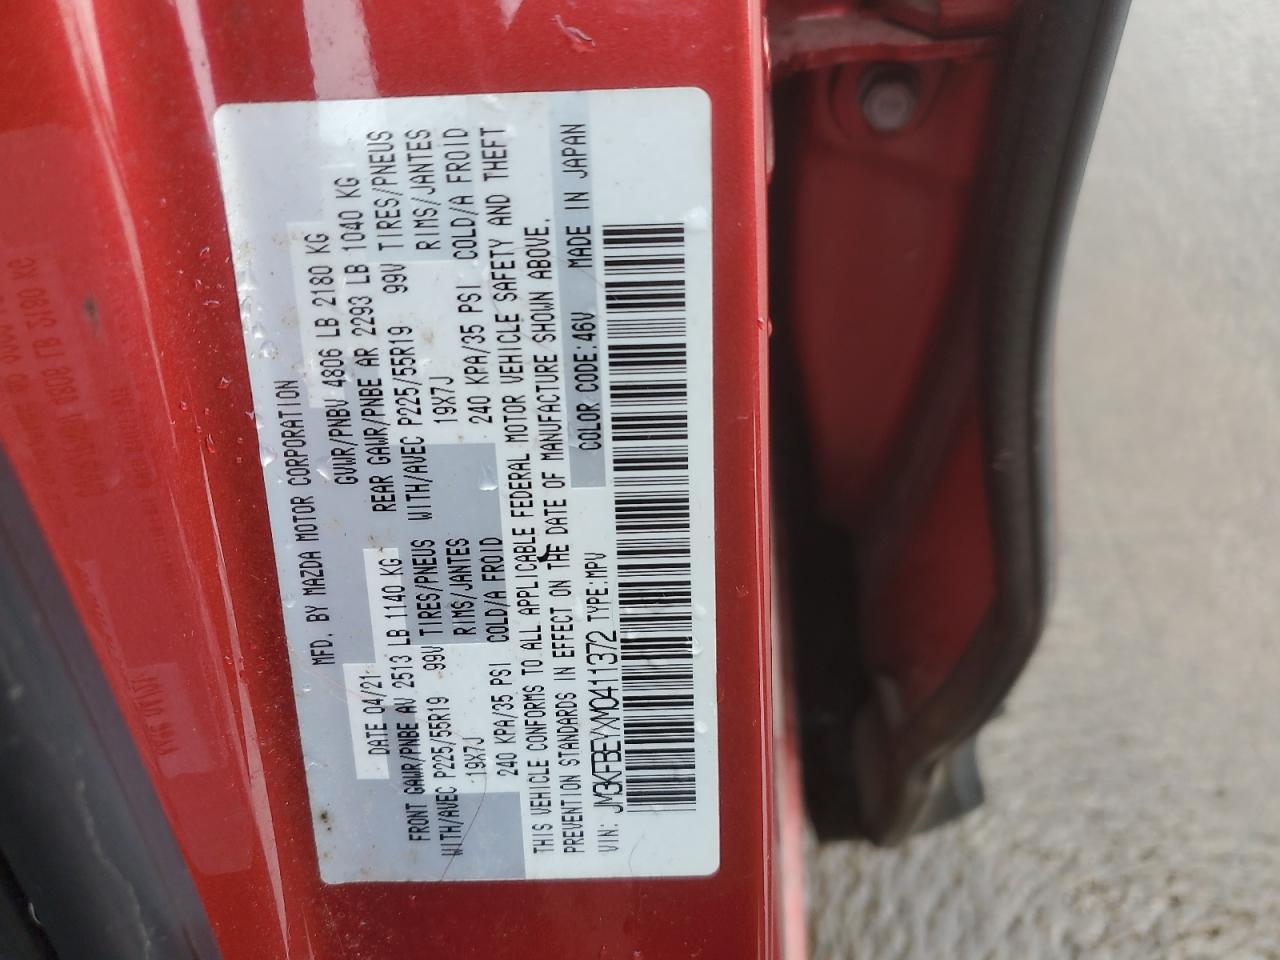 MFD. BY MAZDA MOTOR CORPORATION
DATE 04/21 GVWR/PNBV 4806 LB 2180 KG
FRONT GAWR/PNBE AV 2513 LB 1140 KG REAR GAWR/PNBE AR 2293 LB 1040 KG
WITH/AVEC P225/55R19 99V TIRES/PNEUS WITH/AVEC P225/55R19 99V TIRES/PNEUS
19X7J RIMS/JANTES 19X7J RIMS/JANTES
240 KPA/35 PSI COLD/A FROID 240 KPA/35 PSI COLD/A FROID
THIS VEHICLE CONFORMS TO ALL APPLICABLE FEDERAL MOTOR VEHICLE SAFETY AND THEFT
PREVENTION STANDARDS IN EFFECT ON THE DATE OF MANUFACTURE SHOWN ABOVE.
COLOR CODE:46V MADE IN JAPAN
VIN: JM3KFBEYXM0411372 TYPE:MPV